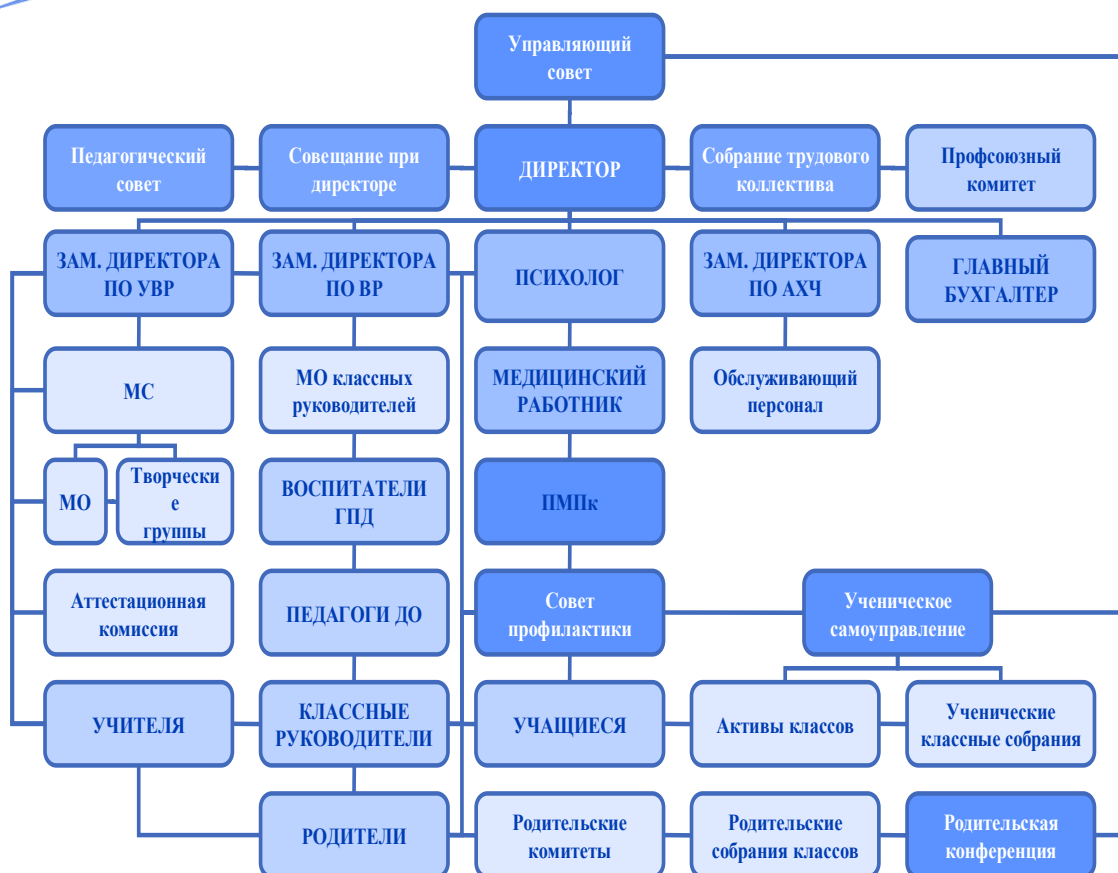 Управляющий
совет
Педагогический
совет
Совещание при
директоре
ДИРЕКТОР
Собрание трудового
коллектива
Профсоюзный
комитет
ЗАМ. ДИРЕКТОРА
ПО УВР
ЗАМ. ДИРЕКТОРА
ПО ВР
ПСИХОЛОГ
ЗАМ. ДИРЕКТОРА
ПО АХЧ
ГЛАВНЫЙ
БУХГАЛТЕР
МС
МО классных
руководителей
МЕДИЦИНСКИЙ
РАБОТНИК
Обслуживающий
персонал
МО
Творчески
е
группы
ВОСПИТАТЕЛИ
ГПД
ПМПк
Аттестационная
комиссия
ПЕДАГОГИ ДО
Совет
профилактики
Ученическое
самоуправление
УЧИТЕЛЯ
КЛАССНЫЕ
РУКОВОДИТЕЛИ
УЧАЩИЕСЯ
Активы классов
Ученические
классные собрания
РОДИТЕЛИ
Родительские
комитеты
Родительские
собрания классов
Родительская
конференция